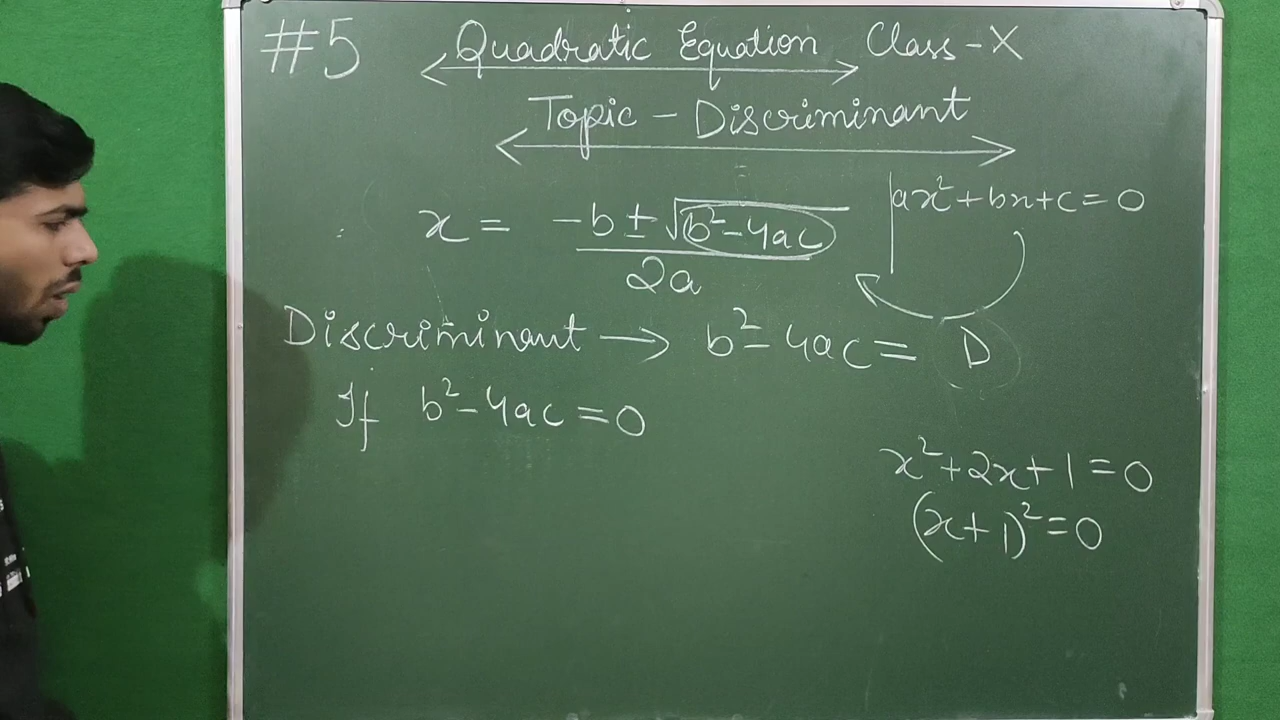 #5 Quadratic Equation Class-X
Topic - Discriminant
x = -b ± √b²-4ac / 2a
ax²+bx+c=0
Discriminant → b²-4ac = D
If b²-4ac=0
x²+2x+1=0
(x+1)²=0